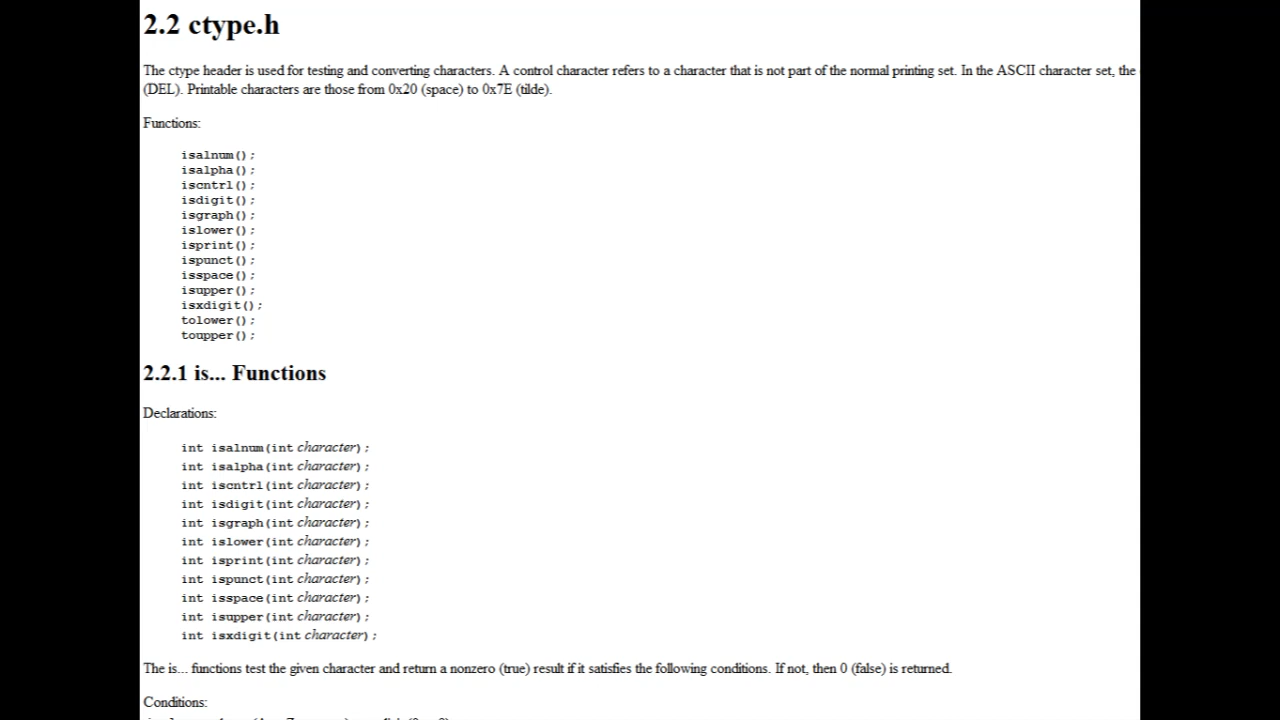 2.2 ctype.h
The ctype header is used for testing and converting characters. A control character refers to a character that is not part of the normal printing set. In the ASCII character set, the
(DEL). Printable characters are those from 0x20 (space) to 0x7E (tilde).
Functions:
isalnum();
isalpha();
iscntrl();
isdigit();
isgraph();
islower();
isprint();
ispunct();
isspace();
isupper();
isxdigit();
tolower();
toupper();
2.2.1 is... Functions
Declarations:
int isalnum(int character);
int isalpha(int character);
int iscntrl(int character);
int isdigit(int character);
int isgraph(int character);
int islower(int character);
int isprint(int character);
int ispunct(int character);
int isspace(int character);
int isupper(int character);
int isxdigit(int character);
The is... functions test the given character and return a nonzero (true) result if it satisfies the following conditions. If not, then 0 (false) is returned.
Conditions: